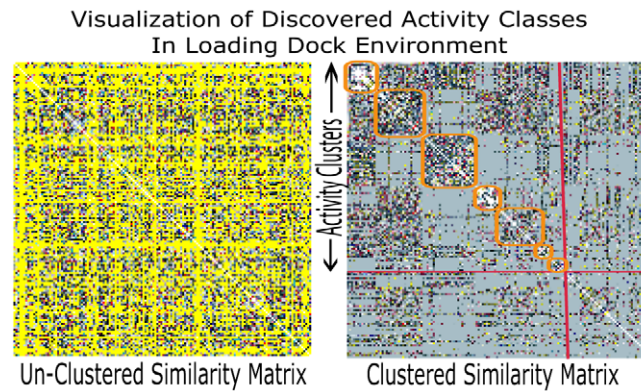 Visualization of Discovered Activity Classes
In Loading Dock Environment
Activity Clusters
Un-Clustered Similarity Matrix
Clustered Similarity Matrix